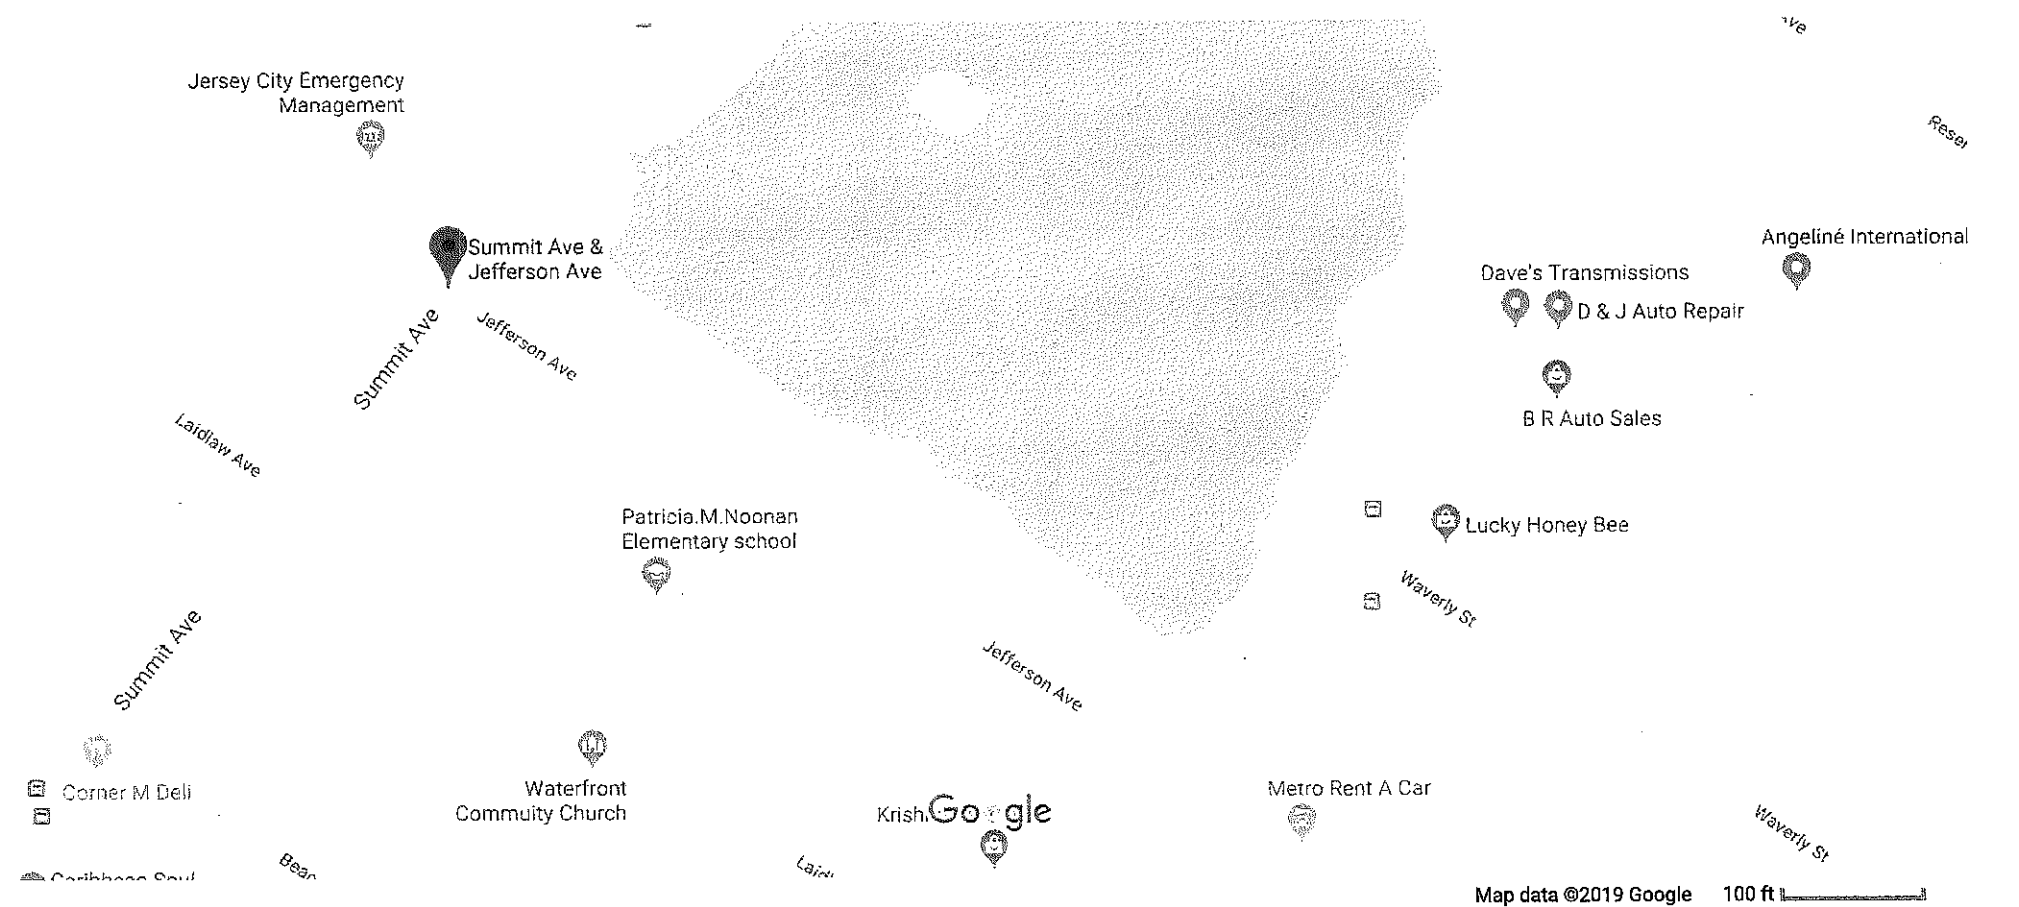 ve
Jersey City Emergency
Management
Summit Ave &
Jefferson Ave
Angeliné International
Dave's Transmissions
D & J Auto Repair
Jefferson Ave
Summit Ave
B R Auto Sales
Laidlaw Ave
Patricia.M.Noonan
Elementary school
Lucky Honey Bee
Waverly St
Summit Ave
Jefferson Ave
Corner M Deli
Waterfront
Commuity Church
Krish
Google
Metro Rent A Car
Waverly St
Map data ©2019 Google
100 ft